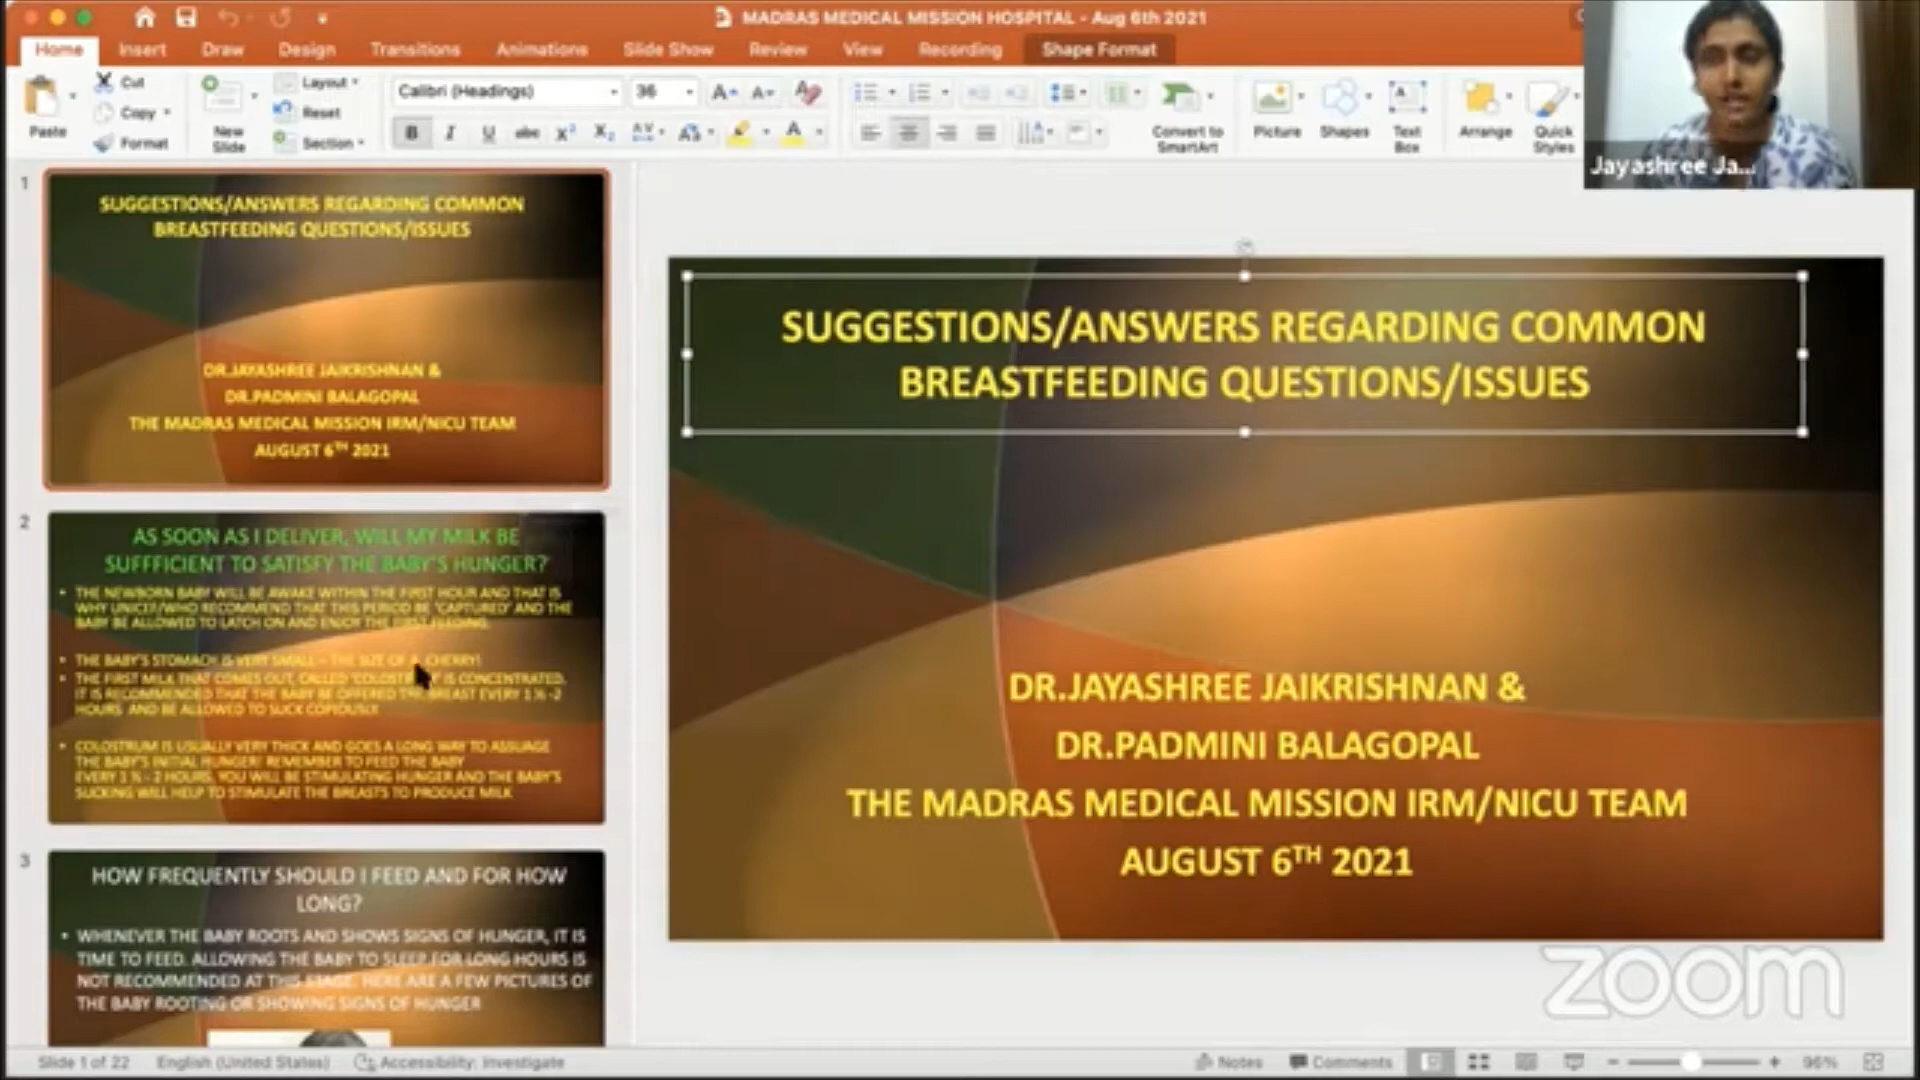 MADRAS MEDICAL MISSION HOSPITAL - Aug 6th 2021
Home Insert Draw Design Transitions Animations Slide Show Review View Recording Shape Format
Paste
Cut
Copy
Format
New Slide
Layout
Reset
Section
Calibri (Headings) 36
Convert to SmartArt
Picture
Shapes
Text Box
Arrange
Quick Styles
Jayashree Ja...
1
SUGGESTIONS/ANSWERS REGARDING COMMON
BREASTFEEDING QUESTIONS/ISSUES
DR.JAYASHREE JAIKRISHNAN &
DR.PADMINI BALAGOPAL
THE MADRAS MEDICAL MISSION IRM/NICU TEAM
AUGUST 6TH 2021
2
AS SOON AS I DELIVER, WILL MY MILK BE
SUFFFICIENT TO SATISFY THE BABY'S HUNGER?
• THE NEWBORN BABY WILL BE AWAKE WITHIN THE FIRST HOUR AND THAT IS
WHY UNICEF/WHO RECOMMEND THAT THIS PERIOD BE 'CAPTURED' AND THE
BABY BE ALLOWED TO LATCH ON AND ENJOY THE FIRST FEEDING.
• THE BABY'S STOMACH IS VERY SMALL – THE SIZE OF A CHERRY!
• THE FIRST MILK THAT COMES OUT, CALLED IS CONCENTRATED.
IT IS RECOMMENDED THAT THE BABY BE OFFERED THE BREAST EVERY 1 ½ -2
HOURS AND BE ALLOWED TO SUCK COPIOUSLY
• COLOSTRUM IS USUALLY VERY THICK AND GOES A LONG WAY TO ASSUAGE
THE BABY'S INITIAL HUNGER! REMEMBER TO FEED THE BABY
EVERY 1 ½ - 2 HOURS. YOU WILL BE STIMULATING HUNGER AND THE BABY'S
SUCKING WILL HELP TO STIMULATE THE BREASTS TO PRODUCE MILK
3
HOW FREQUENTLY SHOULD I FEED AND FOR HOW
LONG?
• WHENEVER THE BABY ROOTS AND SHOWS SIGNS OF HUNGER, IT IS
TIME TO FEED. ALLOWING THE BABY TO SLEEP FOR LONG HOURS IS
NOT RECOMMENDED AT THIS STAGE. HERE ARE A FEW PICTURES OF
THE BABY ROOTING OR SHOWING SIGNS OF HUNGER
SUGGESTIONS/ANSWERS REGARDING COMMON
BREASTFEEDING QUESTIONS/ISSUES
DR.JAYASHREE JAIKRISHNAN &
DR.PADMINI BALAGOPAL
THE MADRAS MEDICAL MISSION IRM/NICU TEAM
AUGUST 6TH 2021
zoom
Slide 1 of 22 English (United States) Accessibility: Investigate Notes Comments 96%